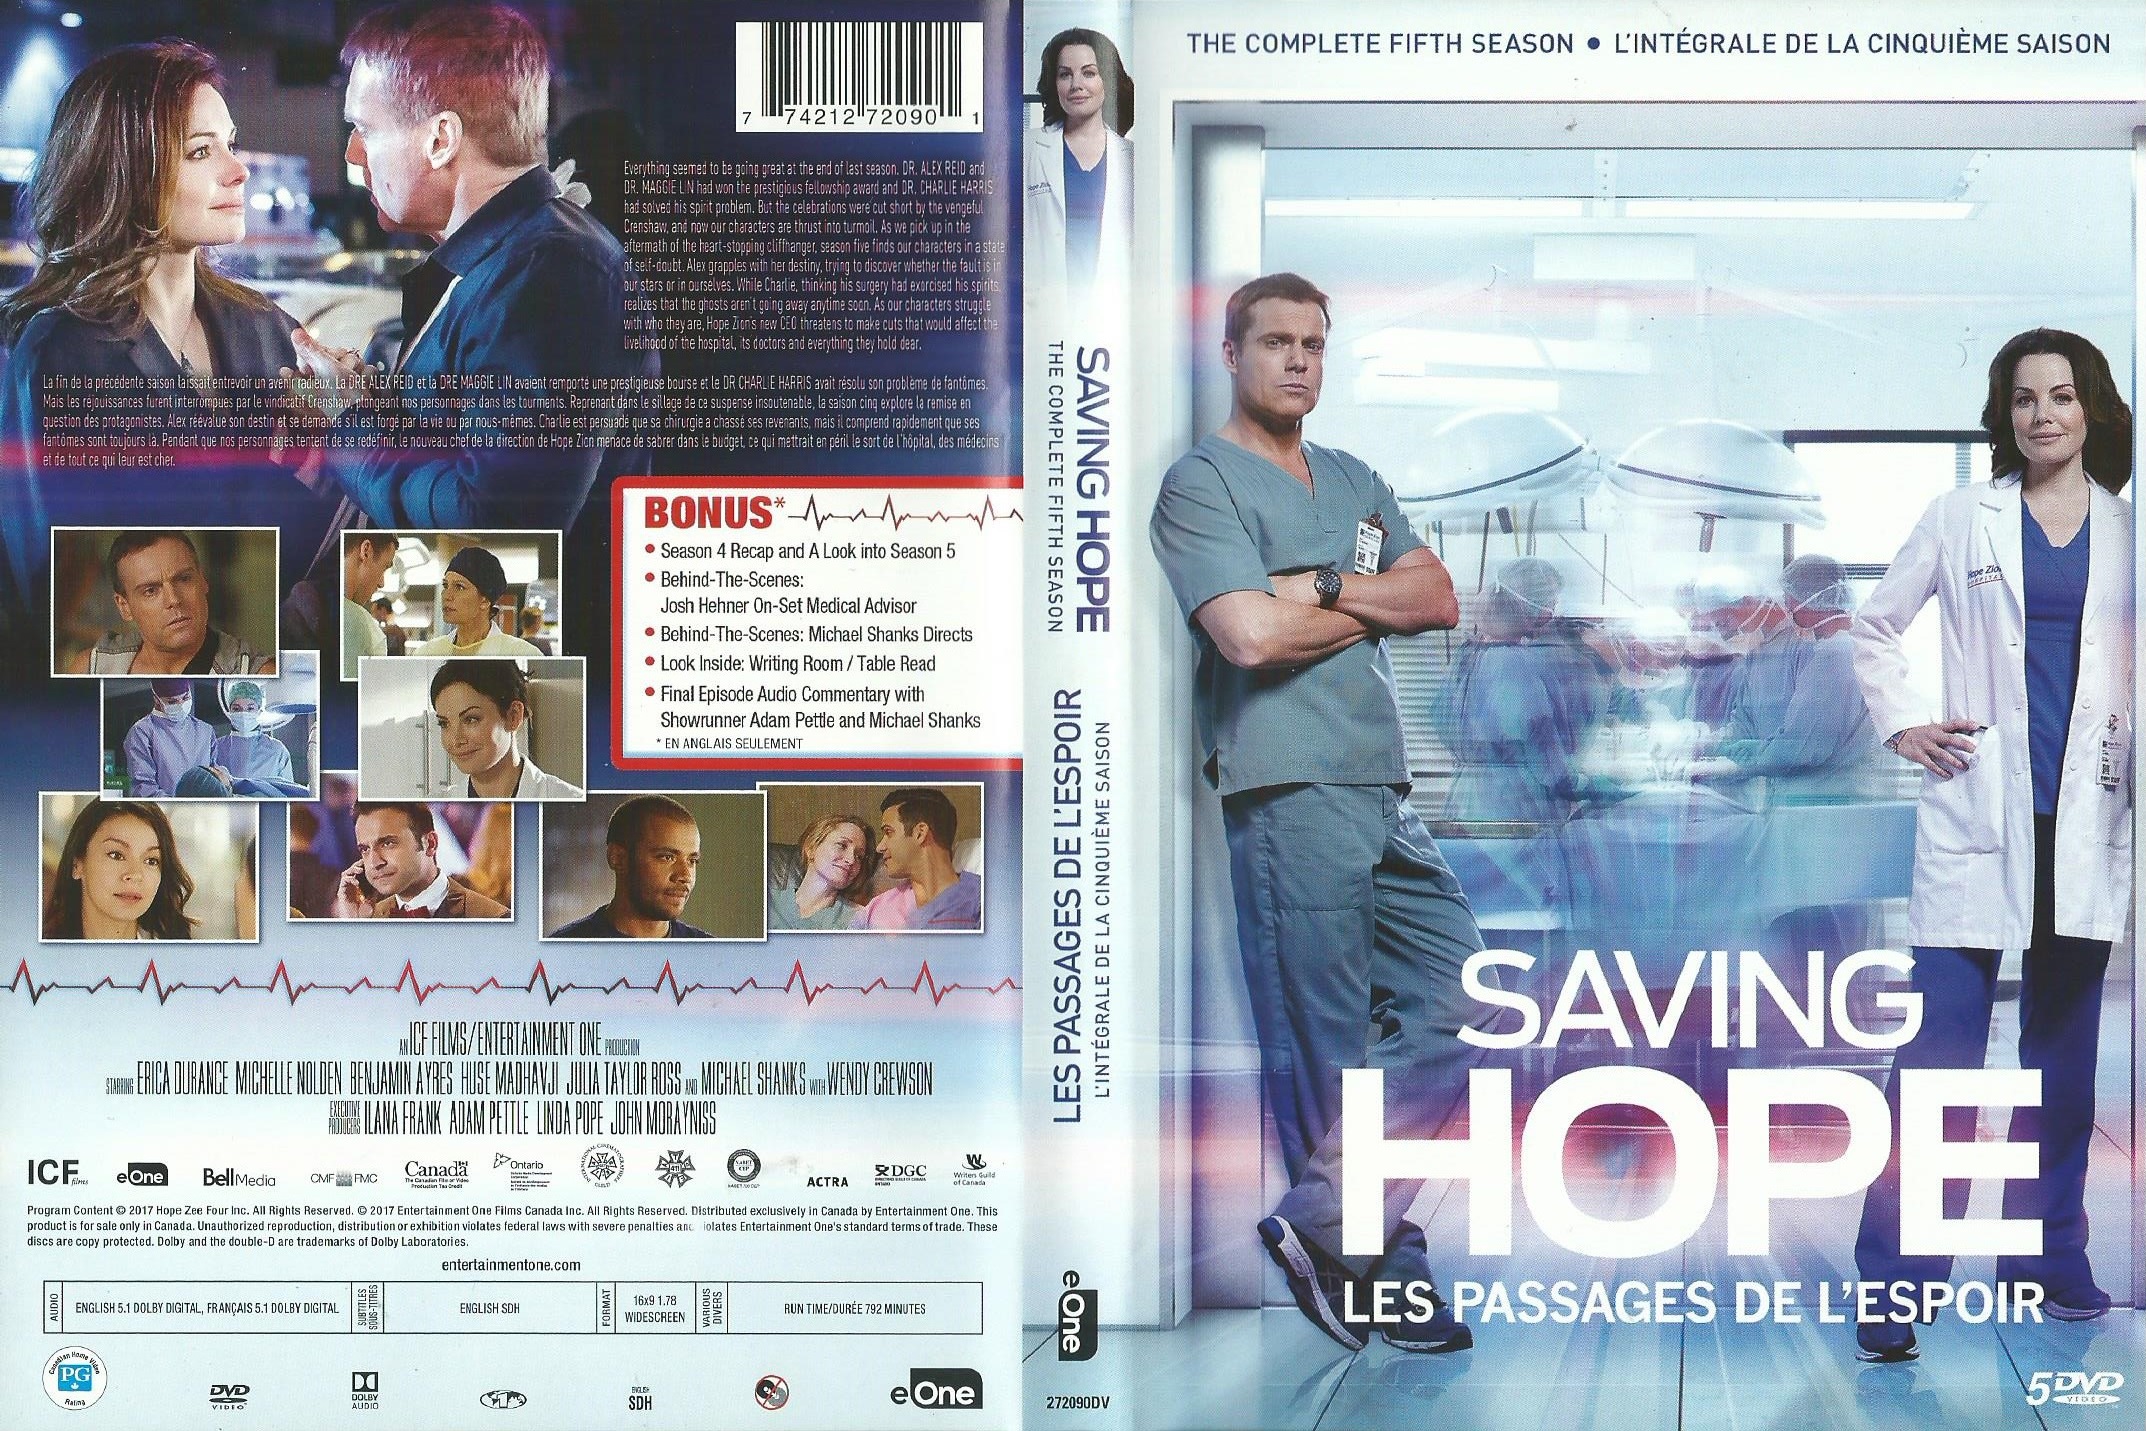 7 74212 72090 1
Everything seemed to be going great at the end of last season. DR. ALEX REID and
DR. MAGGIE LIN had won the prestigious fellowship award and DR. CHARLIE HARRIS
had solved his spirit problem. But the celebrations were cut short by the vengeful
Crenshaw, and now our characters are thrust into turmoil. As we pick up in the
aftermath of the heart-stopping cliffhanger, season five finds our characters in a state
of self-doubt. Alex grapples with her destiny, trying to discover whether the fault is in
our stars or in ourselves. While Charlie, thinking his surgery had exorcised his spirits,
realizes that the ghosts aren't going away anytime soon. As our characters struggle
with who they are, Hope Zion's new CEO threatens to make cuts that would affect the
livelihood of the hospital, its doctors and everything they hold dear.
La fin de la précédente saison laissait entrevoir un avenir radieux. La DRE ALEX REID et la DRE MAGGIE LIN avaient remporté une prestigieuse bourse et le DR CHARLIE HARRIS avait résolu son problème de fantômes.
Mais les réjouissances furent interrompues par le vindicatif Crenshaw, plongeant nos personnages dans les tourments. Reprenant dans le sillage de ce suspense insoutenable, la saison cinq explore la remise en
question des protagonistes. Alex réévalue son destin et se demande s'il est forgé par la vie ou par nous-mêmes. Charlie est persuadé que sa chirurgie a chassé ses revenants, mais il comprend rapidement que ses
fantômes sont toujours là. Pendant que nos personnages tentent de se redéfinir, le nouveau chef de la direction de Hope Zion menace de sabrer dans le budget, ce qui mettrait en péril le sort de l'hôpital, des médecins
et de tout ce qui leur est cher.
BONUS*
• Season 4 Recap and A Look into Season 5
• Behind-The-Scenes:
Josh Hehner On-Set Medical Advisor
• Behind-The-Scenes: Michael Shanks Directs
• Look Inside: Writing Room / Table Read
• Final Episode Audio Commentary with
Showrunner Adam Pettle and Michael Shanks
* EN ANGLAIS SEULEMENT
AN ICF FILMS/ENTERTAINMENT ONE PRODUCTION
STARRING ERICA DURANCE MICHELLE NOLDEN BENJAMIN AYRES HUSE MADHAVJI JULIA TAYLOR ROSS AND MICHAEL SHANKS WITH WENDY CREWSON
EXECUTIVE PRODUCERS ILANA FRANK ADAM PETTLE LINDA POPE JOHN MORAYNISS
ICF films eOne Bell Media CMF FMC Canada Ontario ACTRA DGC Writers Guild of Canada
The Canadian Film or Video
Production Tax Credit
Program Content © 2017 Hope Zee Four Inc. All Rights Reserved. © 2017 Entertainment One Films Canada Inc. All Rights Reserved. Distributed exclusively in Canada by Entertainment One. This
product is for sale only in Canada. Unauthorized reproduction, distribution or exhibition violates federal laws with severe penalties and iolates Entertainment One's standard terms of trade. These
discs are copy protected. Dolby and the double-D are trademarks of Dolby Laboratories.
entertainmentone.com
AUDIO ENGLISH 5.1 DOLBY DIGITAL, FRANÇAIS 5.1 DOLBY DIGITAL
SUBTITLES SOUS-TITRES ENGLISH SDH
FORMAT 16x9 1.78 WIDESCREEN
VARIOUS DIVERS RUN TIME/DURÉE 792 MINUTES
Canadian Home Video PG Rating
DVD VIDEO
DOLBY AUDIO
ENGLISH SDH
eOne
SAVING HOPE
THE COMPLETE FIFTH SEASON
LES PASSAGES DE L'ESPOIR
L'INTÉGRALE DE LA CINQUIÈME SAISON
eOne
272090DV
THE COMPLETE FIFTH SEASON • L'INTÉGRALE DE LA CINQUIÈME SAISON
Hope Zion
HOSPITAL
SAVING
HOPE
LES PASSAGES DE L'ESPOIR
5 DVD
VIDEO